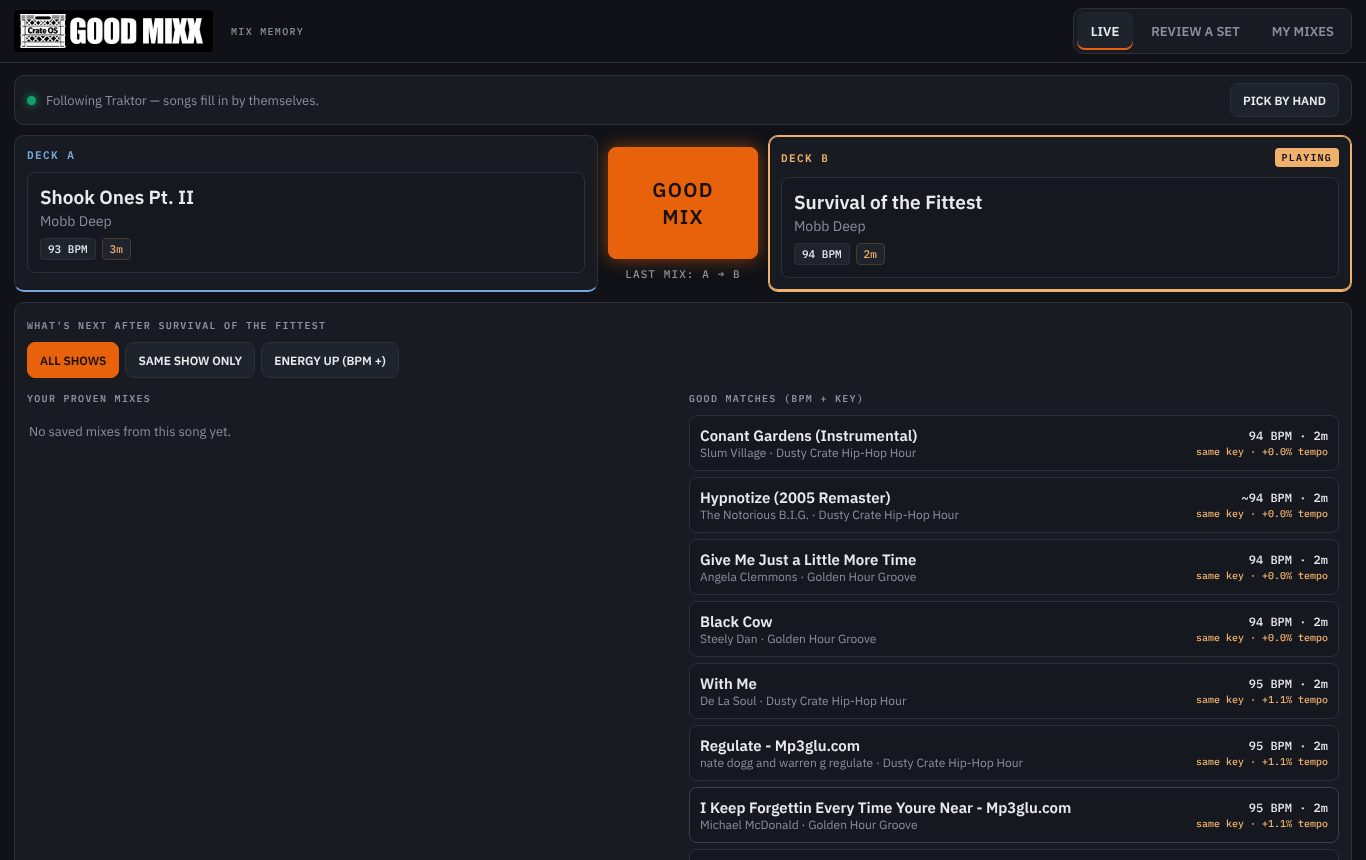 Crate OS
GOOD MIXX
MIX MEMORY
LIVE
REVIEW A SET
MY MIXES
Following Traktor — songs fill in by themselves.
PICK BY HAND
DECK A
Shook Ones Pt. II
Mobb Deep
93 BPM
3m
GOOD
MIX
LAST MIX: A → B
DECK B
PLAYING
Survival of the Fittest
Mobb Deep
94 BPM
2m
WHAT'S NEXT AFTER SURVIVAL OF THE FITTEST
ALL SHOWS
SAME SHOW ONLY
ENERGY UP (BPM +)
YOUR PROVEN MIXES
No saved mixes from this song yet.
GOOD MATCHES (BPM + KEY)
Conant Gardens (Instrumental)
94 BPM · 2m
Slum Village · Dusty Crate Hip-Hop Hour
same key · +0.0% tempo
Hypnotize (2005 Remaster)
~94 BPM · 2m
The Notorious B.I.G. · Dusty Crate Hip-Hop Hour
same key · +0.0% tempo
Give Me Just a Little More Time
94 BPM · 2m
Angela Clemmons · Golden Hour Groove
same key · +0.0% tempo
Black Cow
94 BPM · 2m
Steely Dan · Golden Hour Groove
same key · +0.0% tempo
With Me
95 BPM · 2m
De La Soul · Dusty Crate Hip-Hop Hour
same key · +1.1% tempo
Regulate - Mp3glu.com
95 BPM · 2m
nate dogg and warren g regulate · Dusty Crate Hip-Hop Hour
same key · +1.1% tempo
I Keep Forgettin Every Time Youre Near - Mp3glu.com
95 BPM · 2m
Michael McDonald · Golden Hour Groove
same key · +1.1% tempo